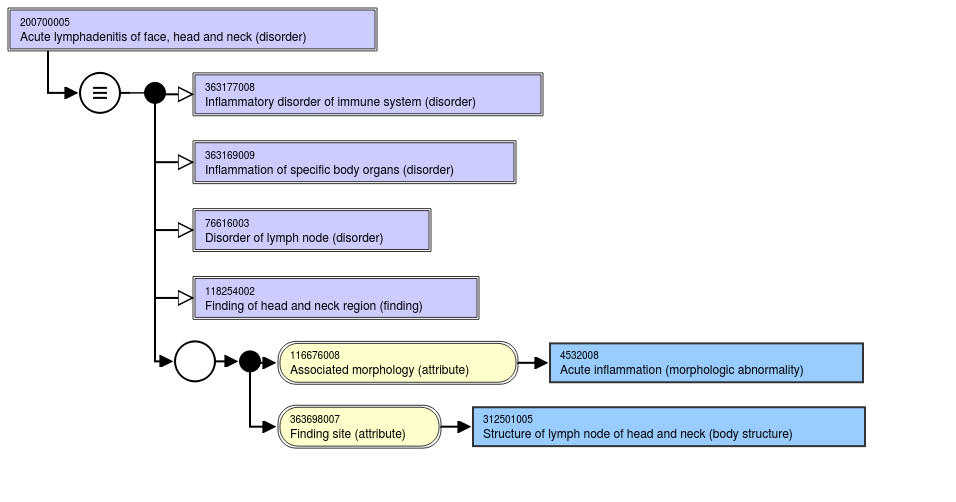 200700005
Acute lymphadenitis of face, head and neck (disorder)
363177008
Inflammatory disorder of immune system (disorder)
363169009
Inflammation of specific body organs (disorder)
76616003
Disorder of lymph node (disorder)
118254002
Finding of head and neck region (finding)
116676008
Associated morphology (attribute)
4532008
Acute inflammation (morphologic abnormality)
363698007
Finding site (attribute)
312501005
Structure of lymph node of head and neck (body structure)